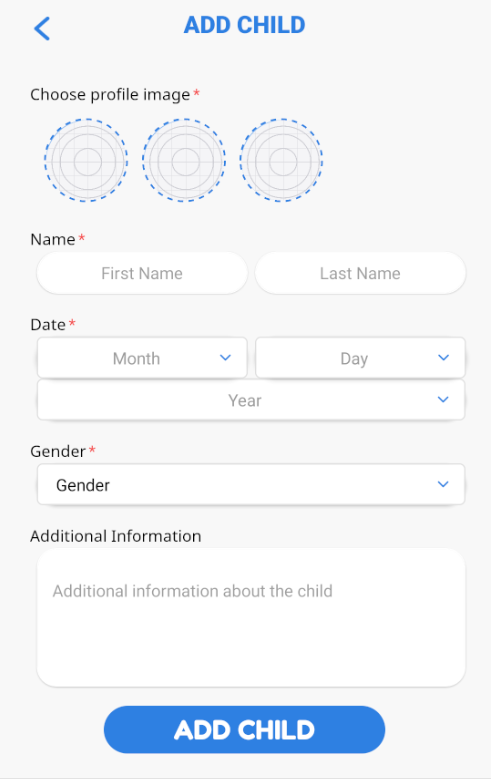 ADD CHILD
Choose profile image *
Name *
First Name Last Name
Date *
Month Day
Year
Gender *
Gender
Additional Information
Additional information about the child
ADD CHILD